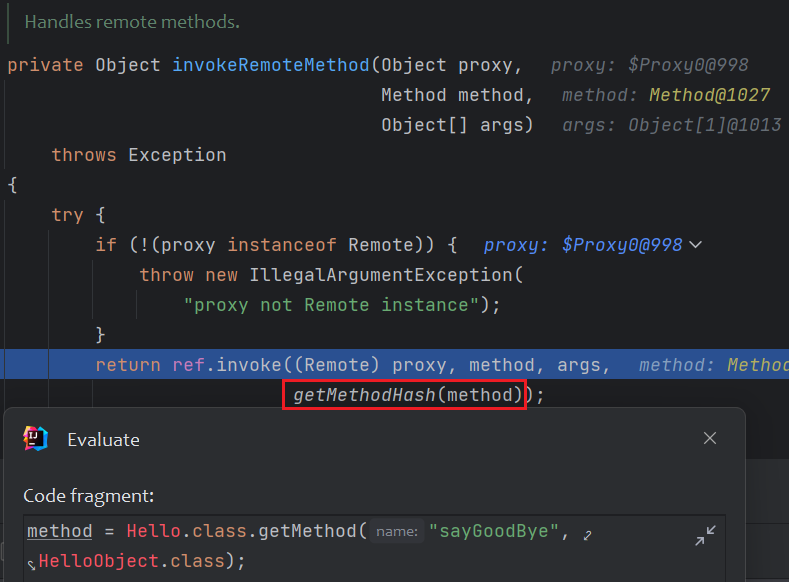 Handles remote methods.
private Object invokeRemoteMethod(Object proxy, proxy: $Proxy0@998
Method method, method: Method@1027
Object[] args) args: Object[1]@1013
throws Exception
{
try {
if (!(proxy instanceof Remote)) { proxy: $Proxy0@998
throw new IllegalArgumentException(
"proxy not Remote instance");
}
return ref.invoke((Remote) proxy, method, args, method: Method
getMethodHash(method));
IJ
Evaluate
Code fragment:
method = Hello.class.getMethod( name: "sayGoodBye",
HelloObject.class);